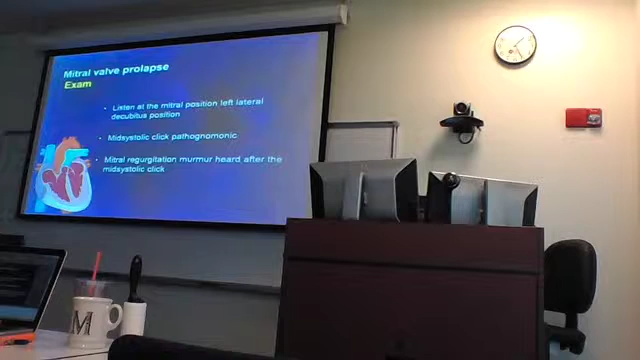 Mitral valve prolapse
Exam
• Listen at the mitral position left lateral
decubitus position
• Midsystolic click pathognomonic
• Mitral regurgitation murmur heard after the
midsystolic click
M